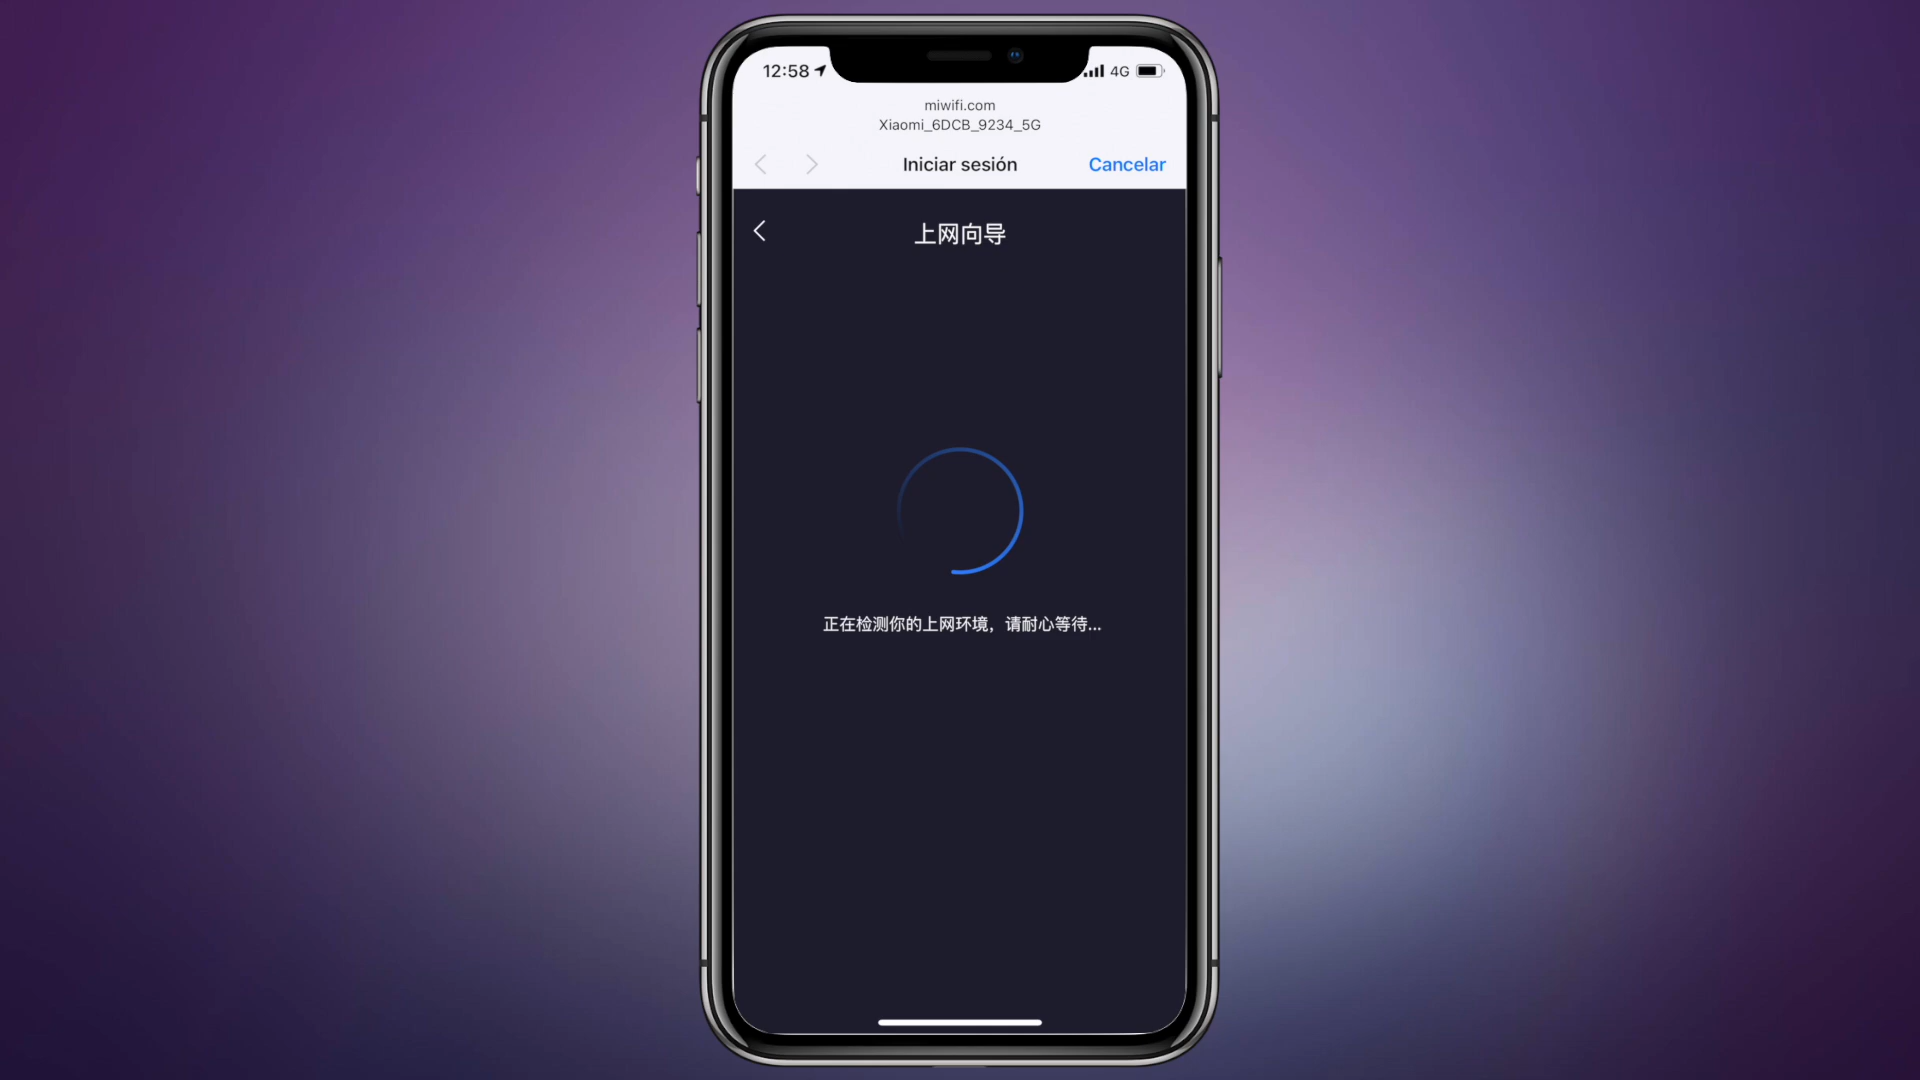 12:58
4G
miwifi.com
Xiaomi_6DCB_9234_5G
Iniciar sesión
Cancelar
上网向导
正在检测你的上网环境，请耐心等待...